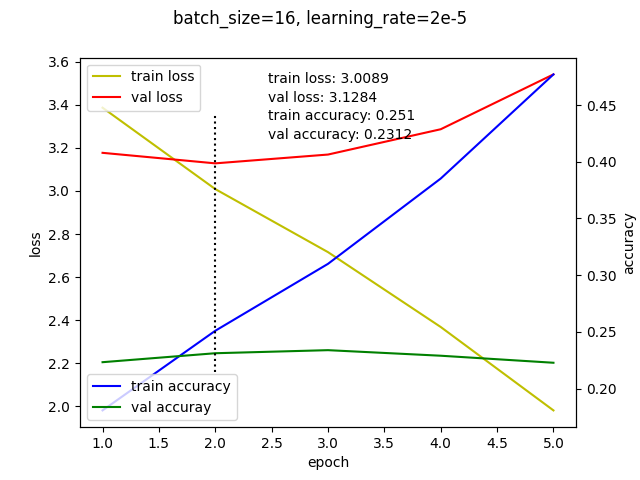 batch_size=16, learning_rate=2e-5
train loss
val loss
train loss: 3.0089
val loss: 3.1284
train accuracy: 0.251
val accuracy: 0.2312
3.6
3.4
3.2
3.0
2.8
2.6
2.4
2.2
2.0
loss
0.45
0.40
0.35
0.30
0.25
0.20
accuracy
train accuracy
val accuray
1.0 1.5 2.0 2.5 3.0 3.5 4.0 4.5 5.0
epoch